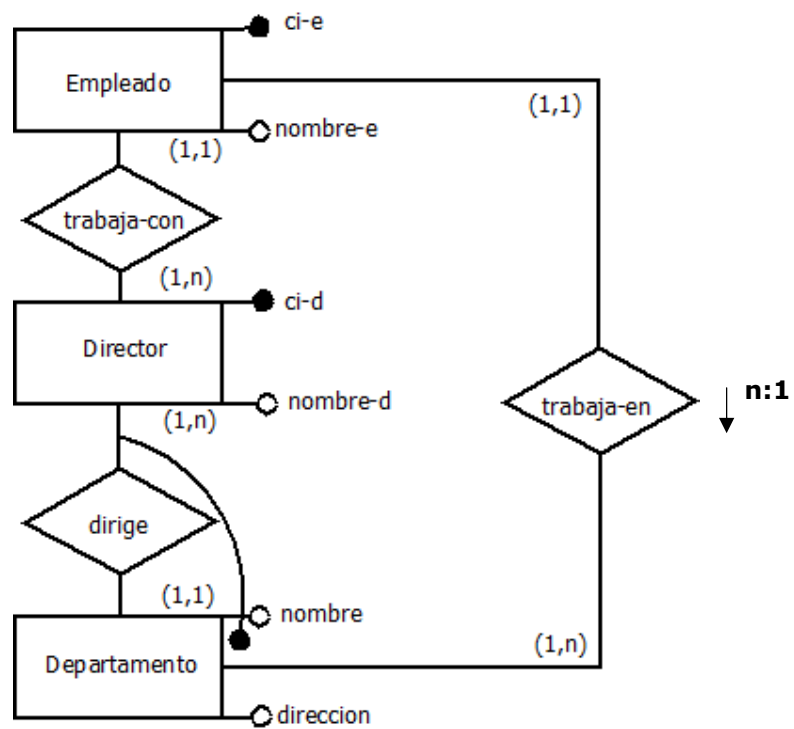 ci-e
Empleado
(1,1)
nombre-e
(1,1)
trabaja-con
(1,n)
ci-d
Director
n:1
nombre-d
trabaja-en
(1,n)
dirige
(1,1)
nombre
(1,n)
Departamento
direccion